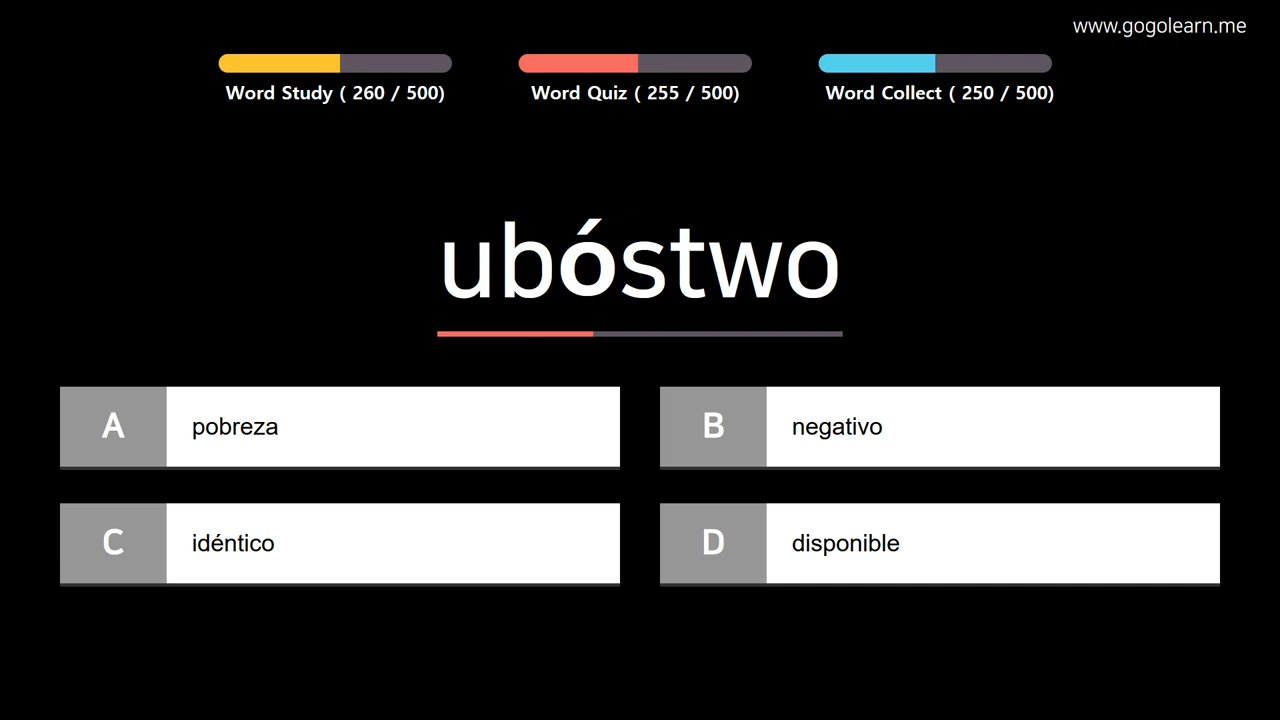 www.gogolearn.me
Word Study ( 260 / 500)
Word Quiz ( 255 / 500)
Word Collect ( 250 / 500)
ubóstwo
A
pobreza
B
negativo
C
idéntico
D
disponible